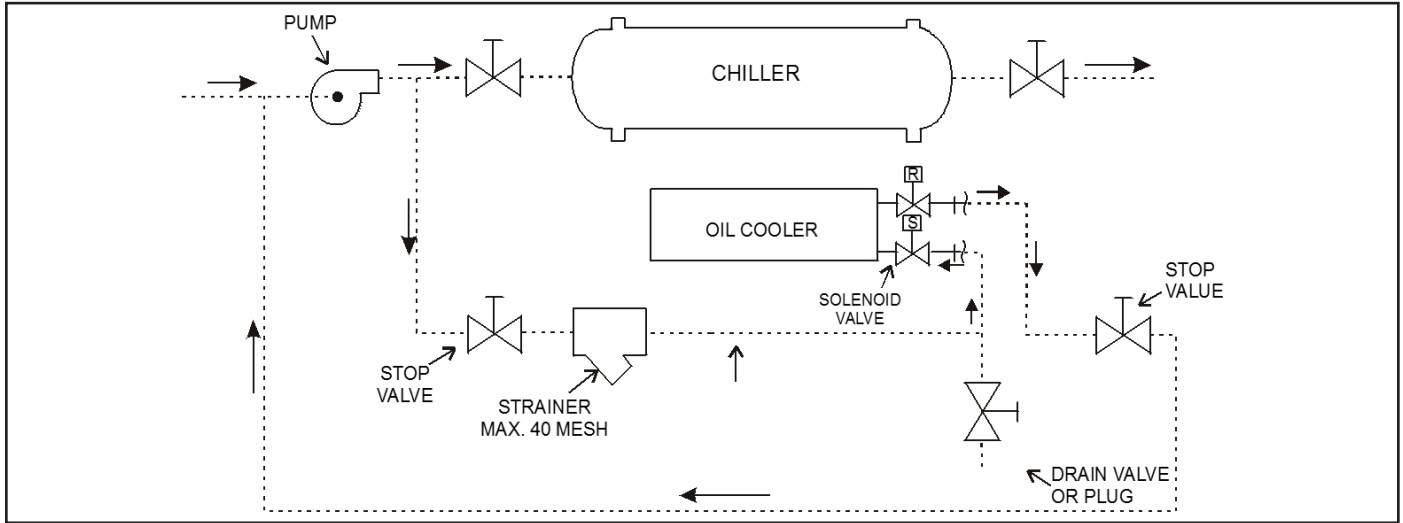 PUMP
CHILLER
R
OIL COOLER
S
SOLENOID
VALVE
STOP
VALUE
STOP
VALVE
STRAINER
MAX. 40 MESH
DRAIN VALVE
OR PLUG